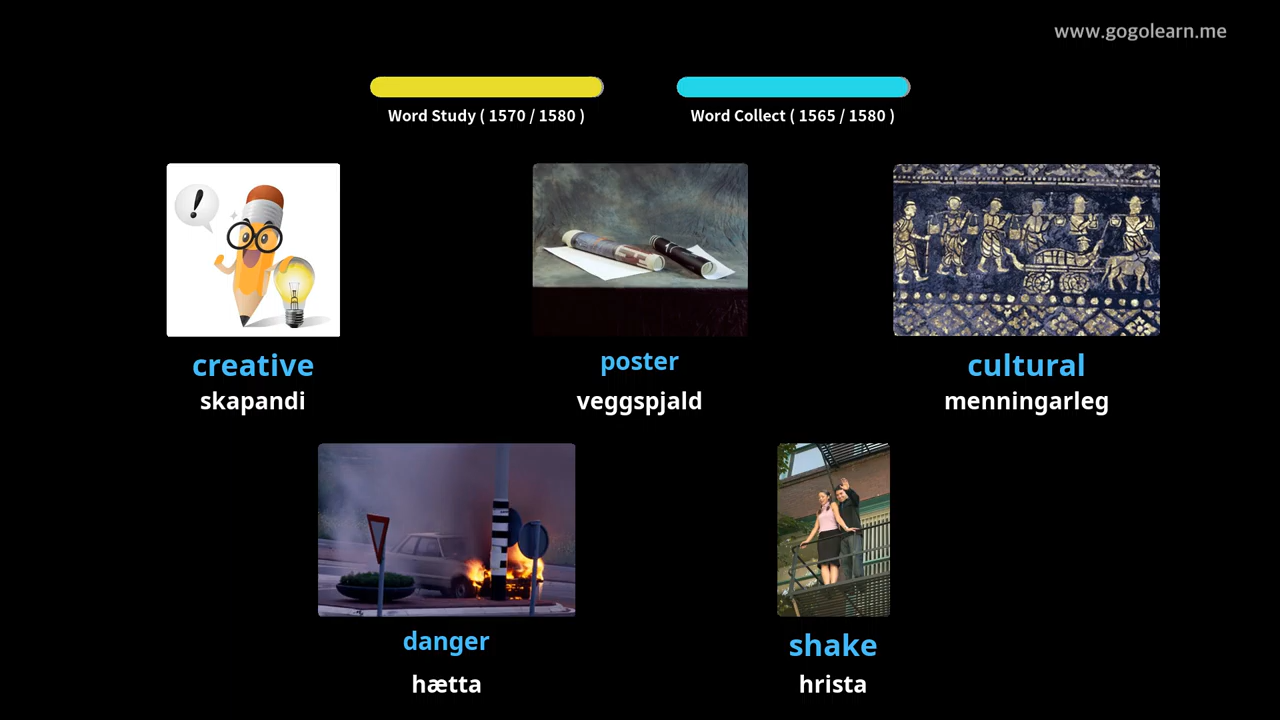 www.gogolearn.me
Word Study ( 1570 / 1580 )
Word Collect ( 1565 / 1580 )
!
creative
skapandi
poster
veggspjald
cultural
menningarleg
danger
hætta
shake
hrista